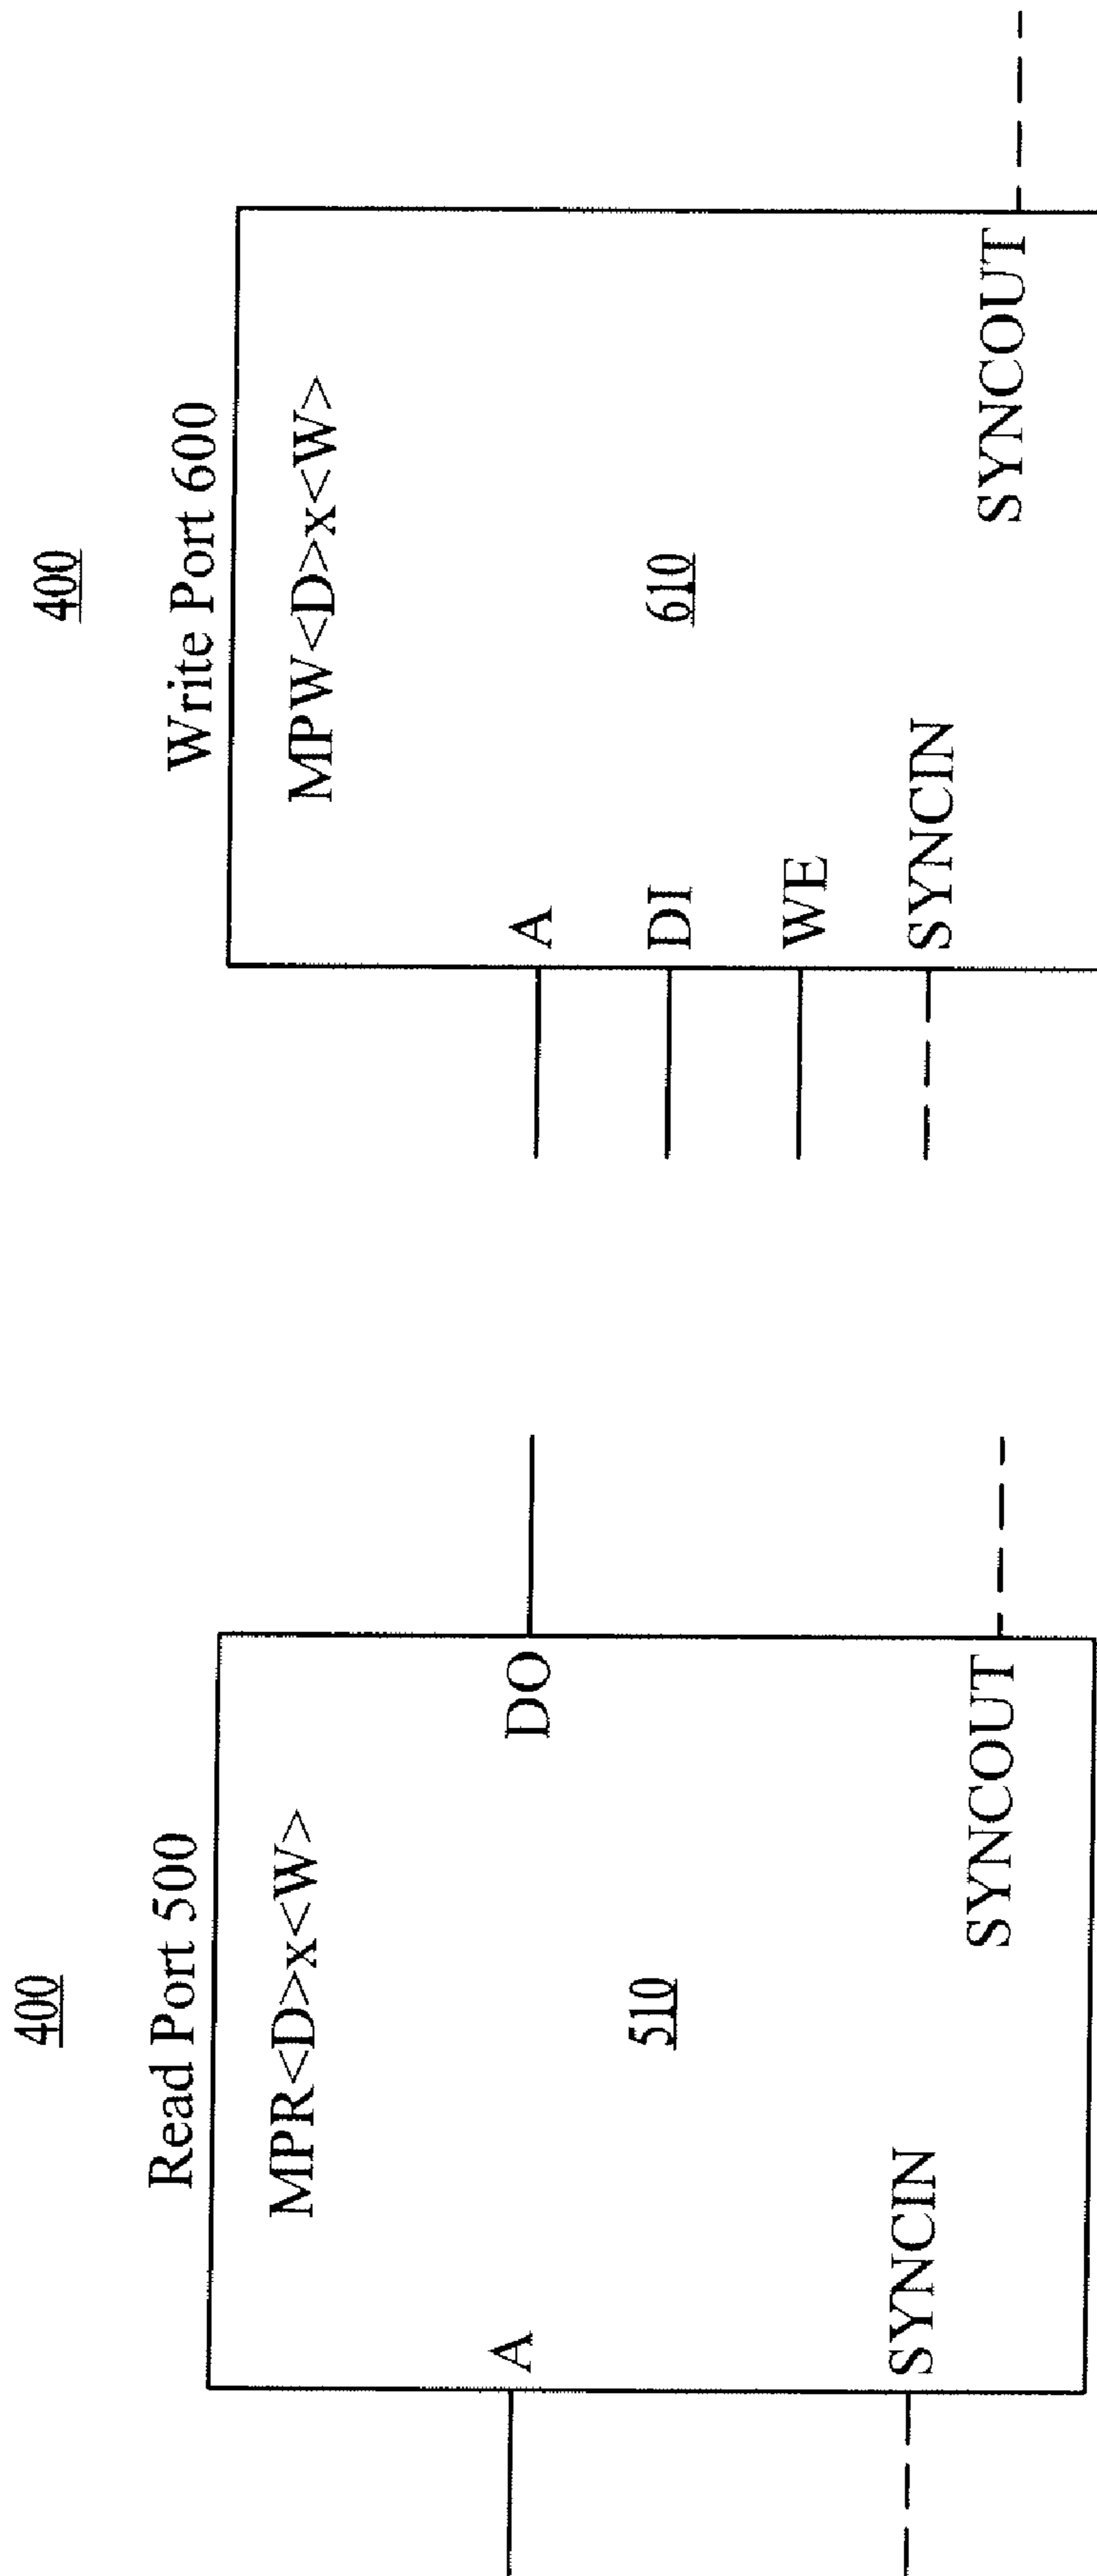 400
Read Port 500
MPR<D>x<W>
A
DO
510
SYNCIN
SYNCOUT
400
Write Port 600
MPW<D>x<W>
A
DI
610
WE
SYNCIN
SYNCOUT